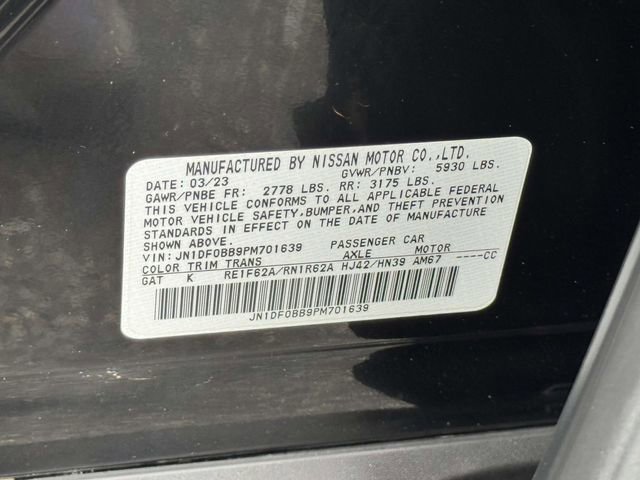 MANUFACTURED BY NISSAN MOTOR CO.,LTD.
DATE: 03/23 GVWR/PNBV: 5930 LBS.
GAWR/PNBE FR: 2778 LBS. RR: 3175 LBS.
THIS VEHICLE CONFORMS TO ALL APPLICABLE FEDERAL
MOTOR VEHICLE SAFETY,BUMPER,AND THEFT PREVENTION
STANDARDS IN EFFECT ON THE DATE OF MANUFACTURE
SHOWN ABOVE.
VIN: JN1DF0BB9PM701639 PASSENGER CAR
COLOR TRIM TRANS AXLE MOTOR
GAT K RE1F62A/RN1R62A HJ42/HN39 AM67 ----CC
JN1DF0BB9PM701639